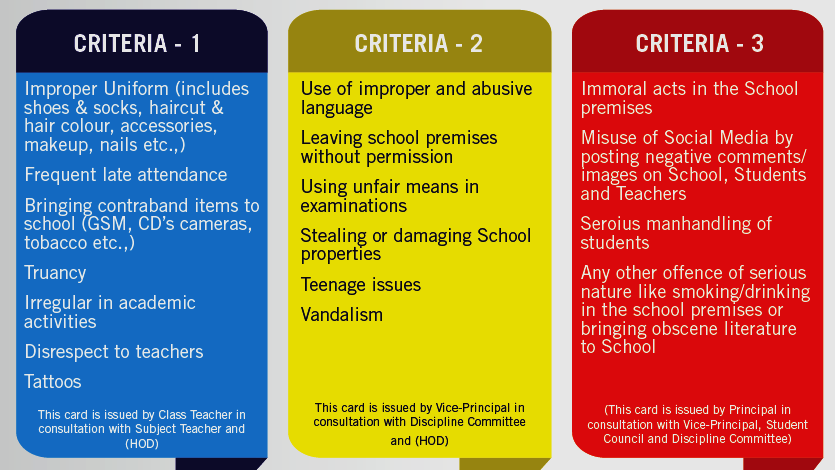 CRITERIA - 1
Improper Uniform (includes
shoes & socks, haircut &
hair colour, accessories,
makeup, nails etc.,)
Frequent late attendance
Bringing contraband items to
school (GSM, CD's cameras,
tobacco etc.,)
Truancy
Irregular in academic
activities
Disrespect to teachers
Tattoos
This card is issued by Class Teacher in
consultation with Subject Teacher and
(HOD)
CRITERIA - 2
Use of improper and abusive
language
Leaving school premises
without permission
Using unfair means in
examinations
Stealing or damaging School
properties
Teenage issues
Vandalism
This card is issued by Vice-Principal in
consultation with Discipline Committee
and (HOD)
CRITERIA - 3
Immoral acts in the School
premises
Misuse of Social Media by
posting negative comments/
images on School, Students
and Teachers
Seroius manhandling of
students
Any other offence of serious
nature like smoking/drinking
in the school premises or
bringing obscene literature
to School
(This card is issued by Principal in
consultation with Vice-Principal, Student
Council and Discipline Committee)